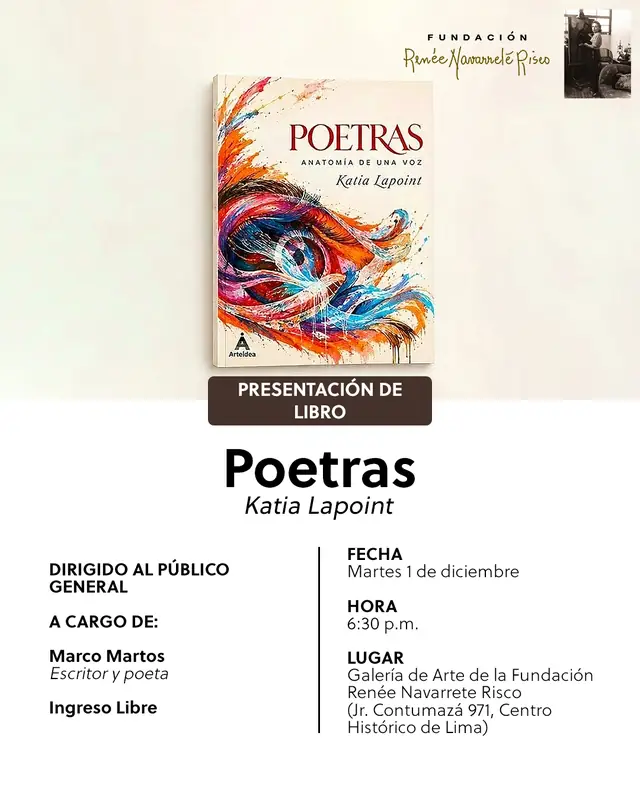 FUNDACIÓN
Renée Navarrete Risco
POETRAS
ANATOMÍA DE UNA VOZ
Katia Lapoint
ArteIdea
PRESENTACIÓN DE
LIBRO
Poetras
Katia Lapoint
DIRIGIDO AL PÚBLICO
GENERAL
A CARGO DE:
Marco Martos
Escritor y poeta
Ingreso Libre
FECHA
Martes 1 de diciembre
HORA
6:30 p.m.
LUGAR
Galería de Arte de la Fundación
Renée Navarrete Risco
(Jr. Contumazá 971, Centro
Histórico de Lima)